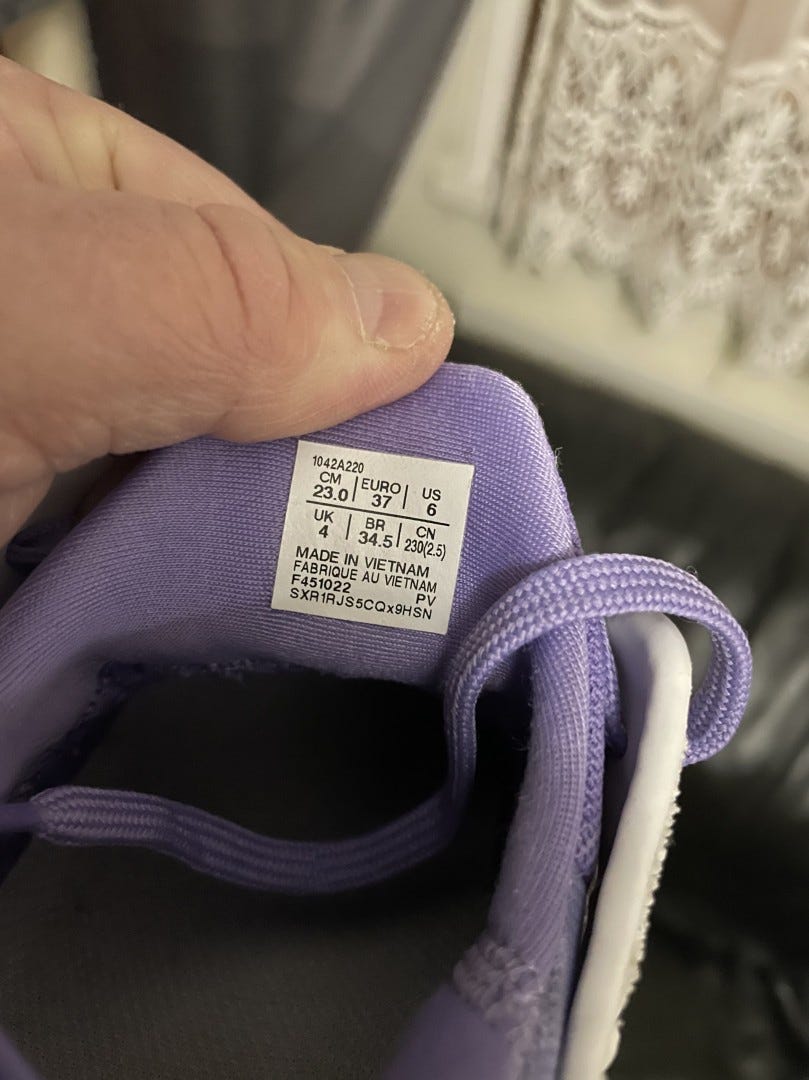 1042A220
CM | EURO | US
23.0 | 37 | 6
UK | BR | CN
4 | 34.5 | 230(2.5)
MADE IN VIETNAM
FABRIQUE AU VIETNAM
F451022 PV
SXR1RJS5CQx9HSN